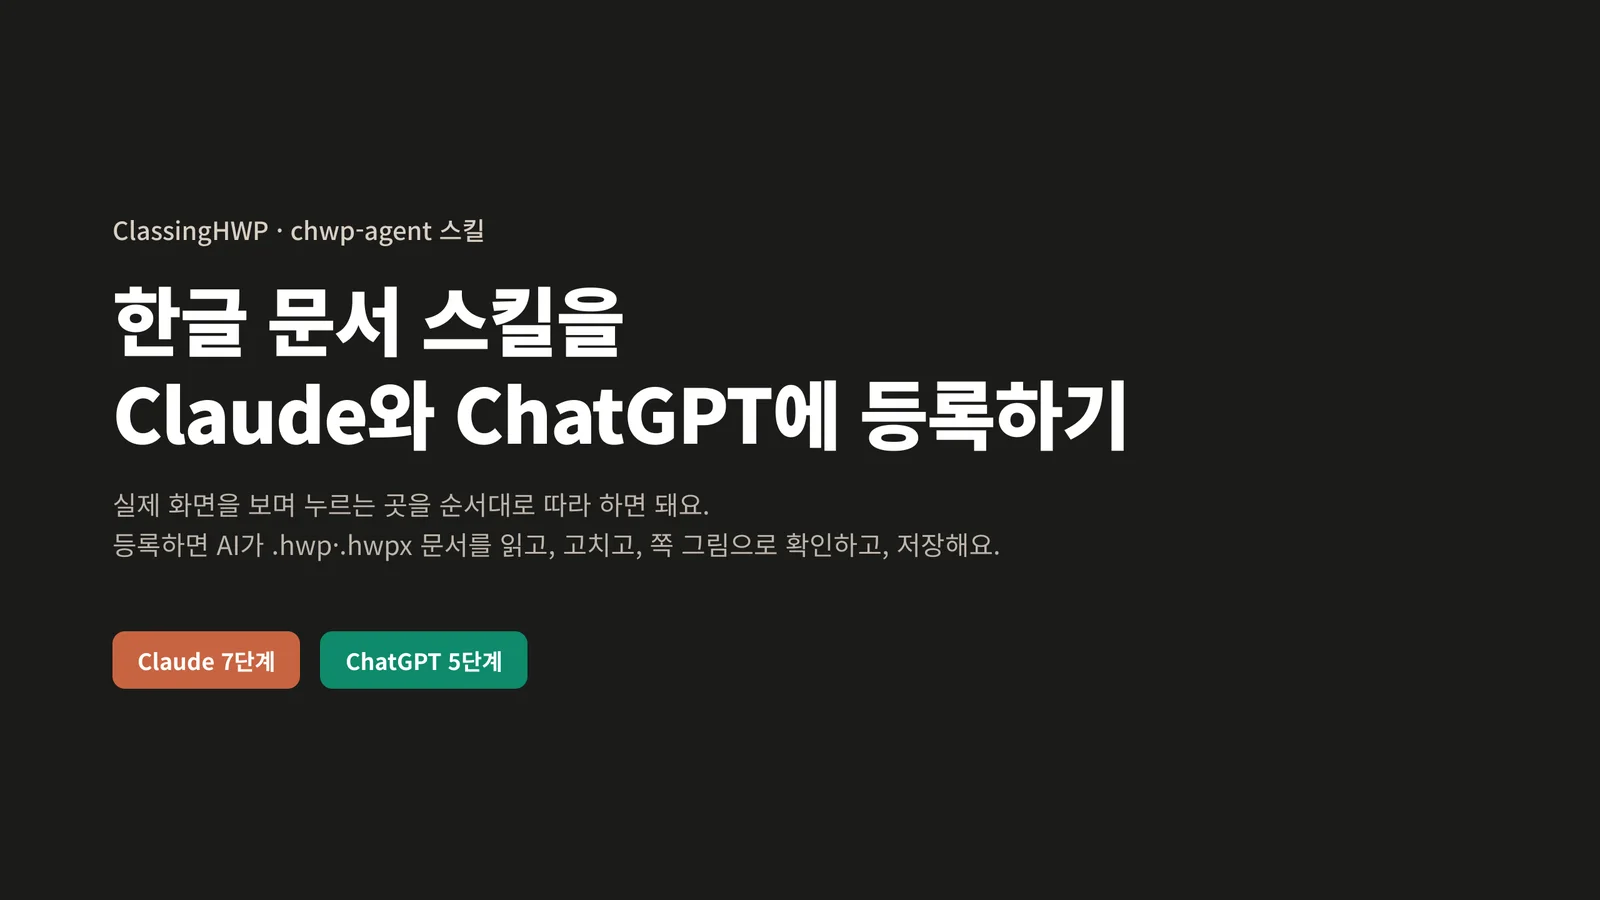 ClassingHWP · chwp-agent 스킬
한글 문서 스킬을
Claude와 ChatGPT에 등록하기
실제 화면을 보며 누르는 곳을 순서대로 따라 하면 돼요.
등록하면 AI가 .hwp·.hwpx 문서를 읽고, 고치고, 쪽 그림으로 확인하고, 저장해요.
Claude 7단계
ChatGPT 5단계